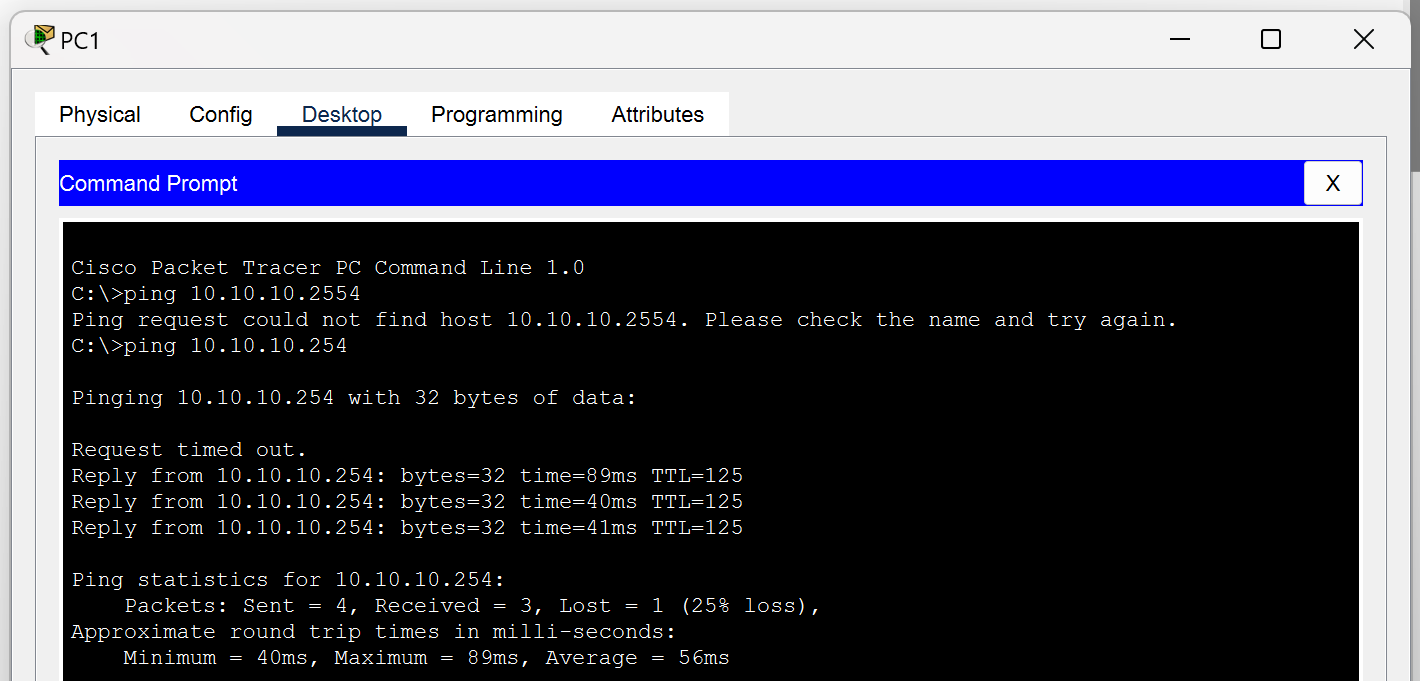 PC1
Physical Config Desktop Programming Attributes
Command Prompt X
Cisco Packet Tracer PC Command Line 1.0
C:\>ping 10.10.10.2554
Ping request could not find host 10.10.10.2554. Please check the name and try again.
C:\>ping 10.10.10.254
Pinging 10.10.10.254 with 32 bytes of data:
Request timed out.
Reply from 10.10.10.254: bytes=32 time=89ms TTL=125
Reply from 10.10.10.254: bytes=32 time=40ms TTL=125
Reply from 10.10.10.254: bytes=32 time=41ms TTL=125
Ping statistics for 10.10.10.254:
    Packets: Sent = 4, Received = 3, Lost = 1 (25% loss),
Approximate round trip times in milli-seconds:
    Minimum = 40ms, Maximum = 89ms, Average = 56ms